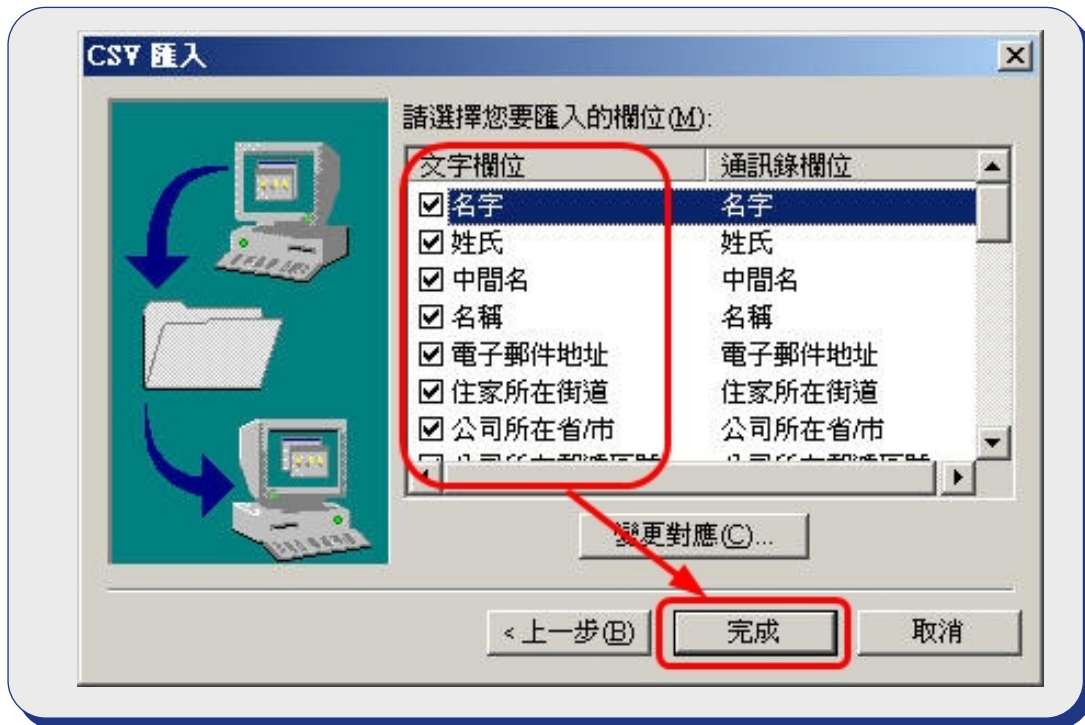 CSV 匯入
請選擇您要匯入的欄位(M):
文字欄位 通訊錄欄位
名字 名字
姓氏 姓氏
中間名 中間名
名稱 名稱
電子郵件地址 電子郵件地址
住家所在街道 住家所在街道
公司所在省/市 公司所在省/市
變更對應(C)...
< 上一步(B) 完成 取消